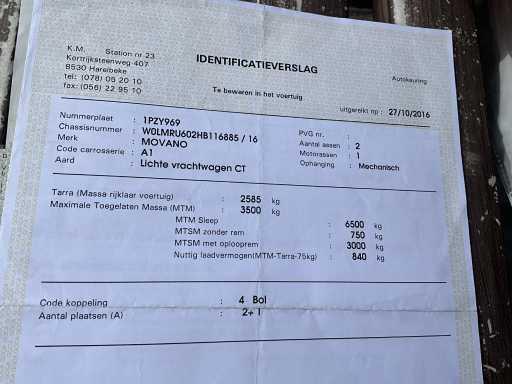 K.M. Station nr.23
Kortrijksteenweg 407
8530 Harelbeke
tel: (078) 05 20 10
fax: (056) 22 95 10
IDENTIFICATIEVERSLAG
Autokeuring
Te bewaren in het voertuig
uitgereikt op : 27/10/2016
Nummerplaat : 1PZY969
Chassisnummer : W0LMRU602HB116885 / 16
Merk : MOVANO
Code carrosserie : A1
Aard : Lichte vrachtwagen CT
PVG nr. :
Aantal assen : 2
Motorassen : 1
Ophanging : Mechanisch
Tarra (Massa rijklaar voertuig) : 2585 kg
Maximale Toegelaten Massa (MTM) : 3500 kg
MTM Sleep : 6500 kg
MTSM zonder rem : 750 kg
MTSM met oplooprem : 3000 kg
Nuttig laadvermogen(MTM-Tarra-75kg) : 840 kg
Code koppeling : 4 Bol
Aantal plaatsen (A) : 2+ 1